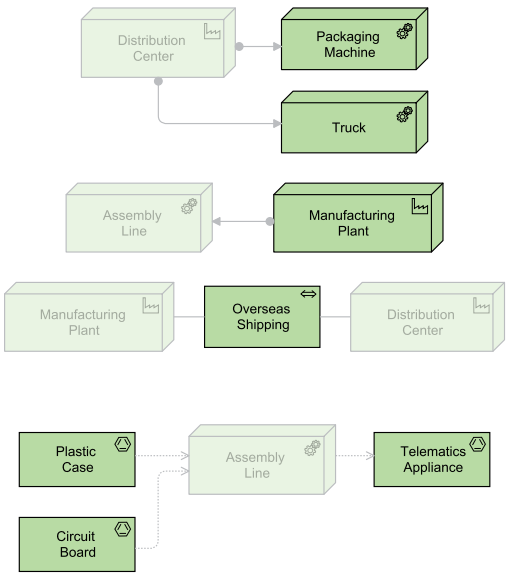 Distribution
Center
Packaging
Machine
Truck
Assembly
Line
Manufacturing
Plant
Manufacturing
Plant
Overseas
Shipping
Distribution
Center
Plastic
Case
Assembly
Line
Telematics
Appliance
Circuit
Board